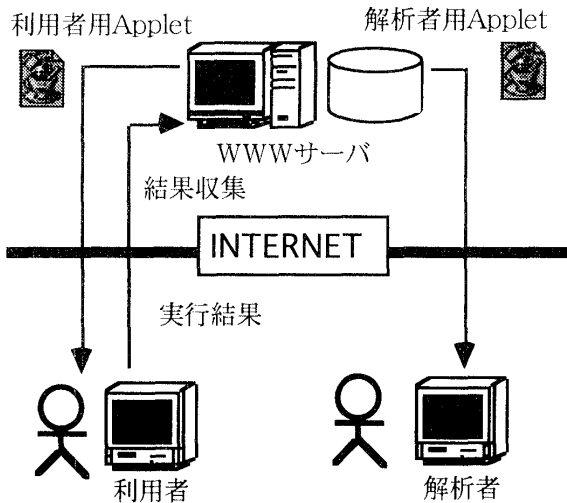 利用者用Applet
解析者用Applet
WWWサーバ
結果収集
INTERNET
実行結果
利用者
解析者